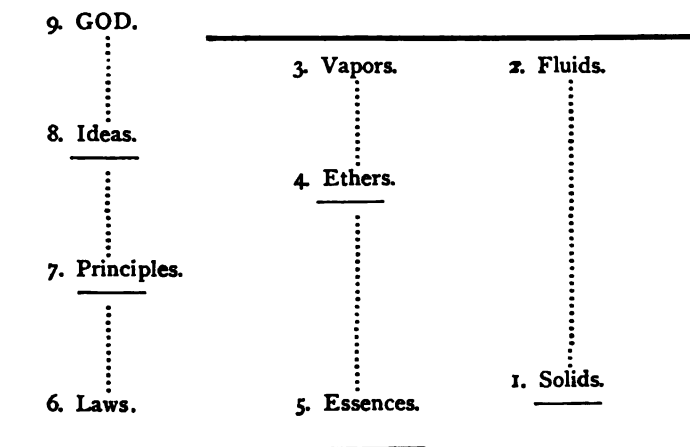 9. GOD.
3. Vapors.
2. Fluids.
8. Ideas.
4. Ethers.
7. Principles.
1. Solids.
6. Laws.
5. Essences.